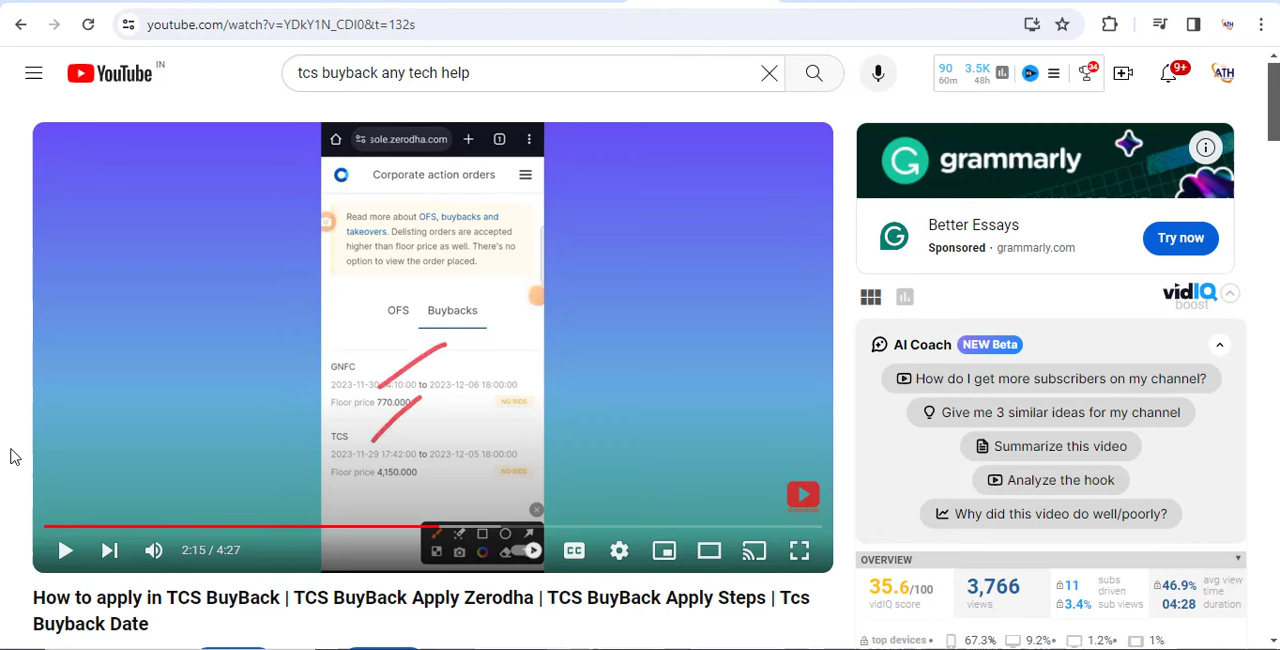 youtube.com/watch?v=YDkY1N_CDI0&t=132s
YouTube IN
tcs buyback any tech help
90 3.5K
60m 48h
24
9+
ATH
sole.zerodha.com
1
Corporate action orders
Read more about OFS, buybacks and
takeovers. Delisting orders are accepted
higher than floor price as well. There's no
option to view the order placed.
OFS Buybacks
GNFC
2023-11-30 14:10:00 to 2023-12-06 18:00:00
Floor price 770.000 NO BIDS
TCS
2023-11-29 17:42:00 to 2023-12-05 18:00:00
Floor price 4,150.000 NO BIDS
2:15 / 4:27
CC
How to apply in TCS BuyBack | TCS BuyBack Apply Zerodha | TCS BuyBack Apply Steps | Tcs
Buyback Date
grammarly
Better Essays
Sponsored · grammarly.com
Try now
vidIQ
boost
AI Coach NEW Beta
How do I get more subscribers on my channel?
Give me 3 similar ideas for my channel
Summarize this video
Analyze the hook
Why did this video do well/poorly?
OVERVIEW
35.6/100
vidIQ score
3,766
views
11 subs driven
3.4% sub views
46.9% avg view time
04:28 duration
top devices • 67.3% 9.2% • 1.2% • 1%